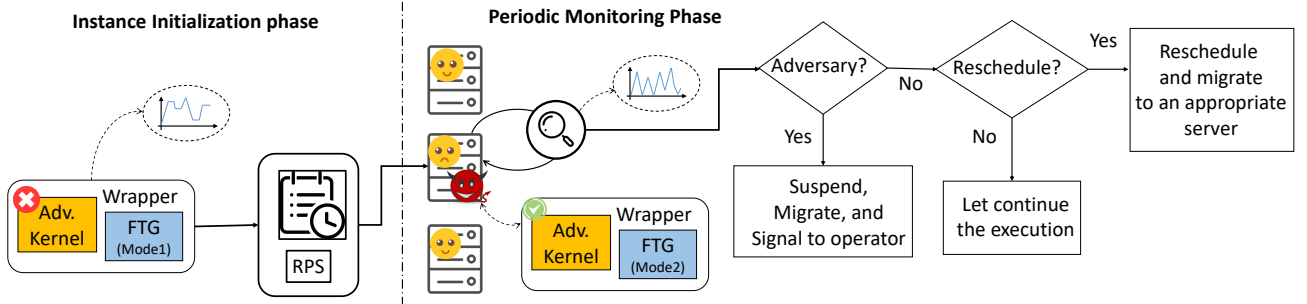 Instance Initialization phase
Wrapper
Adv.
Kernel
FTG
(Mode1)
RPS
Periodic Monitoring Phase
Wrapper
Adv.
Kernel
FTG
(Mode2)
Adversary?
No
Yes
Suspend,
Migrate, and
Signal to operator
Reschedule?
Yes
No
Let continue
the execution
Reschedule
and migrate
to an appropriate
server